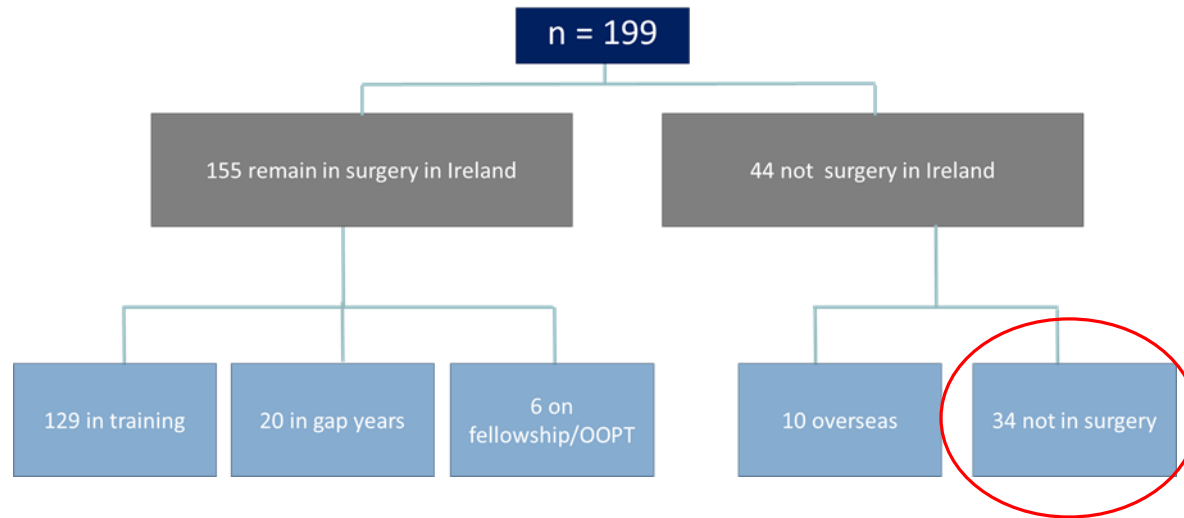 n = 199
155 remain in surgery in Ireland
44 not  surgery in Ireland
129 in training
20 in gap years
6 on
fellowship/OOPT
10 overseas
34 not in surgery